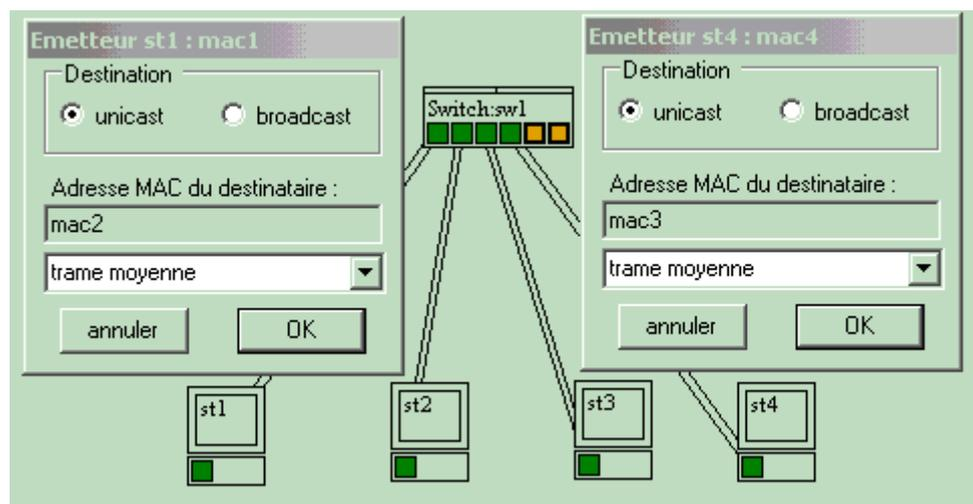 Emetteur st1 : mac1
Destination
unicast broadcast
Adresse MAC du destinataire :
mac2
trame moyenne
annuler OK
Switch:sw1
Emetteur st4 : mac4
Destination
unicast broadcast
Adresse MAC du destinataire :
mac3
trame moyenne
annuler OK
st1
st2
st3
st4